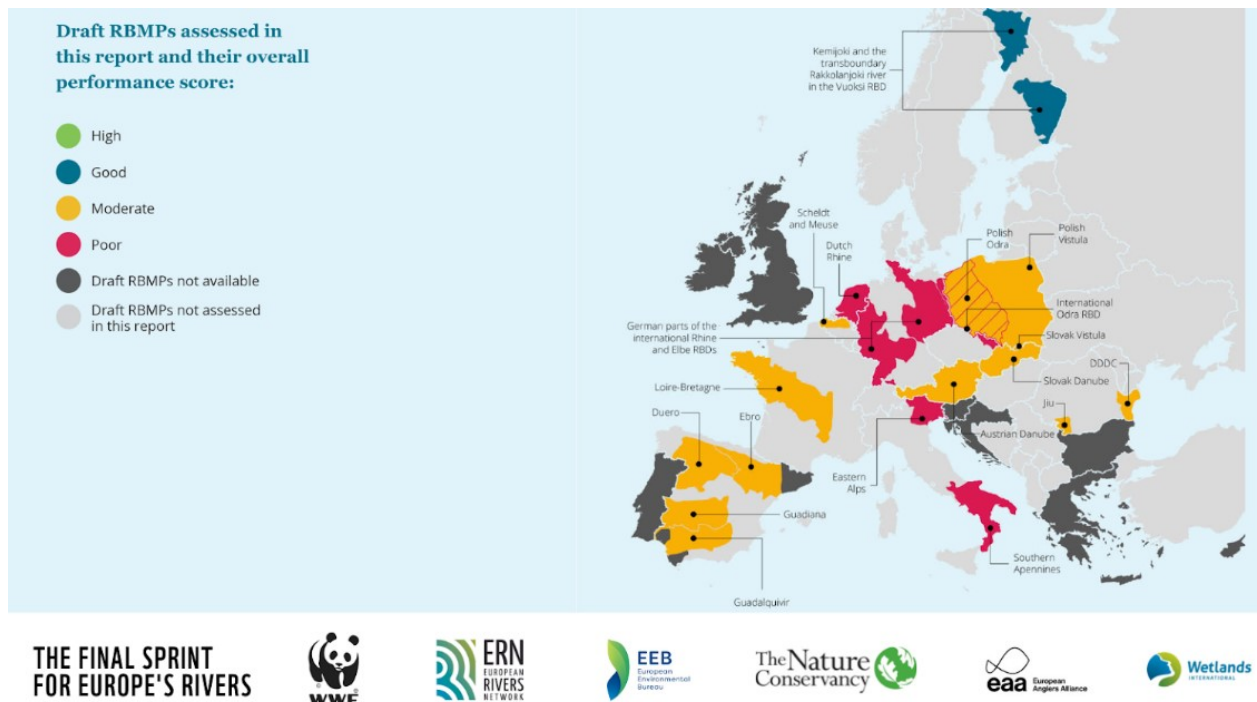 Draft RBMPs assessed in
this report and their overall
performance score:
High
Good
Moderate
Poor
Draft RBMPs not available
Draft RBMPs not assessed
in this report
Kemijoki and the
transboundary
Rakkolanjoki river
in the Vuoksi RBD
Scheldt
and Meuse
Dutch
Rhine
Polish
Odra
Polish
Vistula
German parts of the
international Rhine
and Elbe RBDs
International
Odra RBD
Slovak Vistula
DDDC
Slovak Danube
Loire-Bretagne
Jiu
Duero
Ebro
Austrian Danube
Eastern
Alps
Guadiana
Southern
Apennines
Guadalquivir
THE FINAL SPRINT
FOR EUROPE'S RIVERS
WWF
ERN
EUROPEAN
RIVERS
NETWORK
EEB
European
Environmental
Bureau
The Nature
Conservancy
eaa
European
Anglers Alliance
Wetlands
INTERNATIONAL